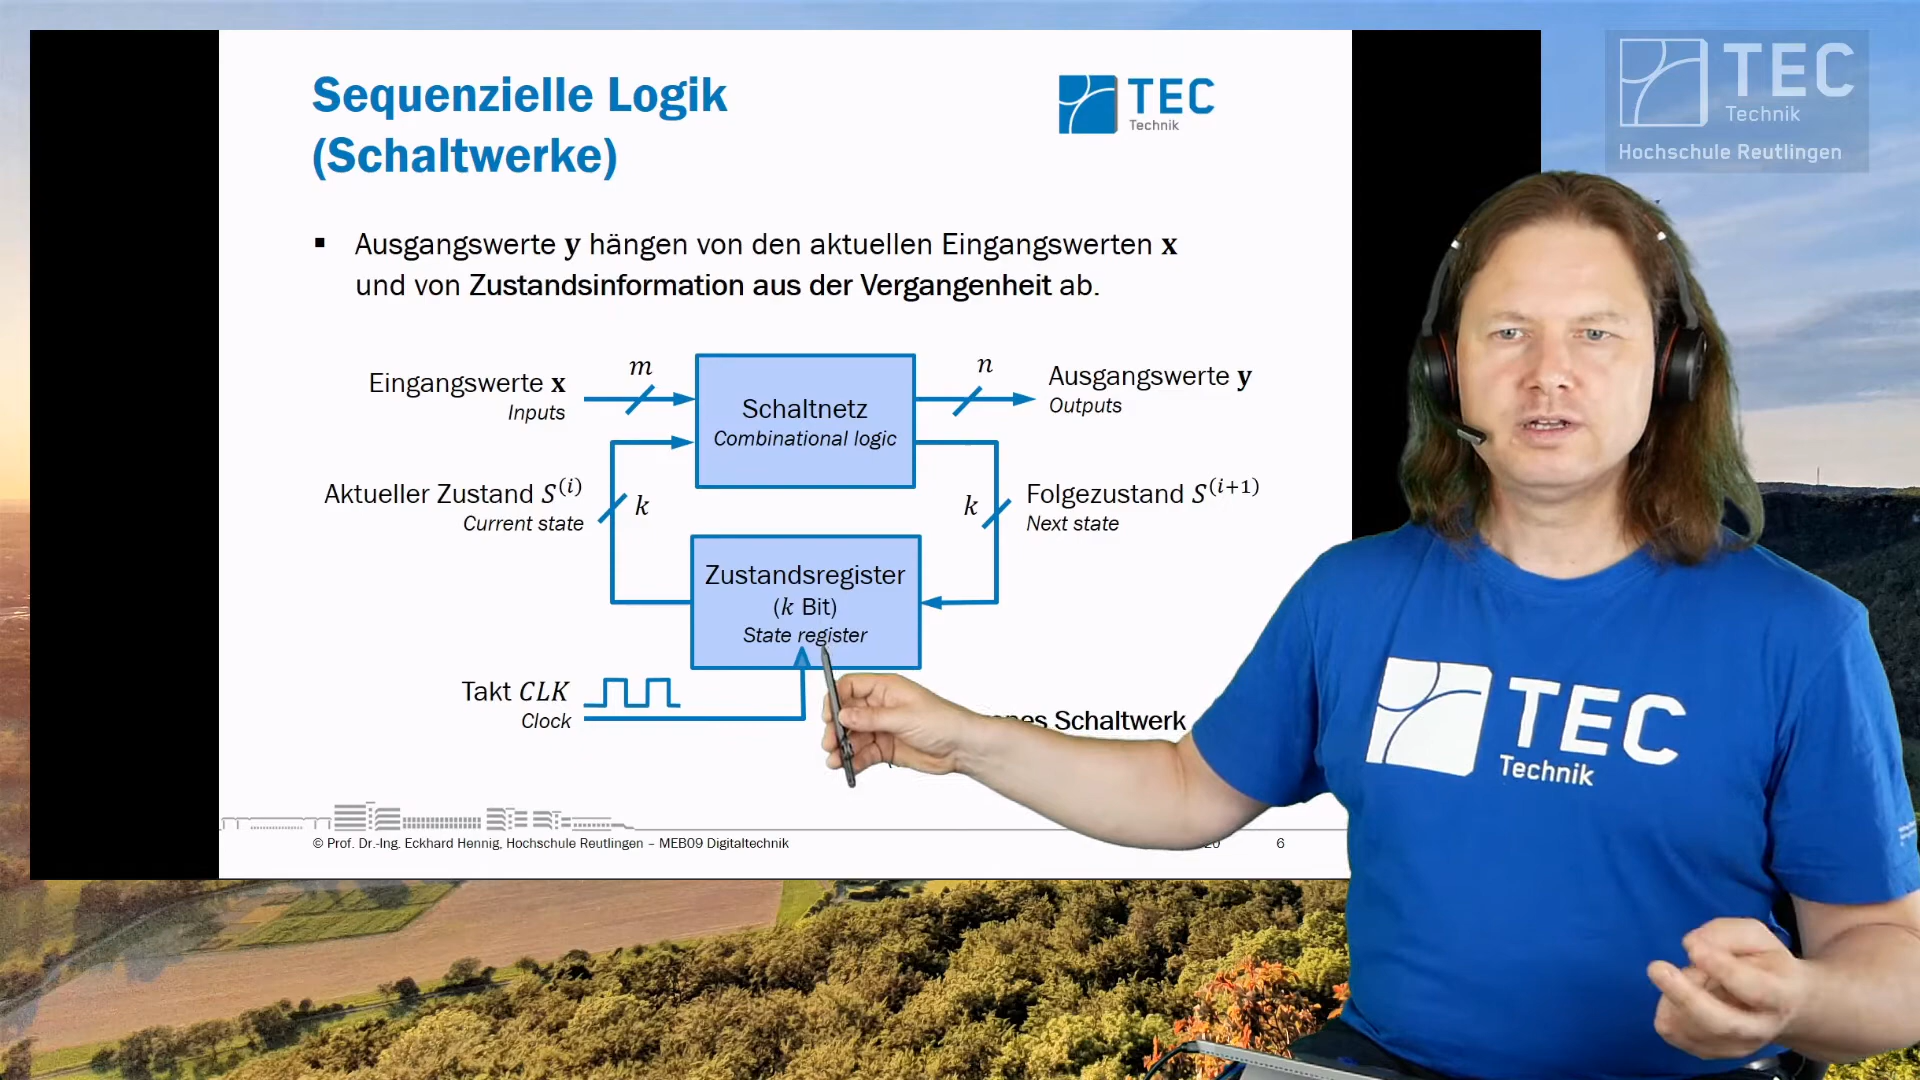 Sequenzielle Logik
(Schaltwerke)
TEC
Technik
TEC
Technik
Hochschule Reutlingen
▪ Ausgangswerte y hängen von den aktuellen Eingangswerten x
und von Zustandsinformation aus der Vergangenheit ab.
m
n
Eingangswerte x
Inputs
Schaltnetz
Combinational logic
Ausgangswerte y
Outputs
Aktueller Zustand S^(i)
Current state
k
k
Folgezustand S^(i+1)
Next state
Zustandsregister
(k Bit)
State register
Takt CLK
Clock
Schaltwerk
© Prof. Dr.-Ing. Eckhard Hennig, Hochschule Reutlingen – MEB09 Digitaltechnik
6
TEC
Technik